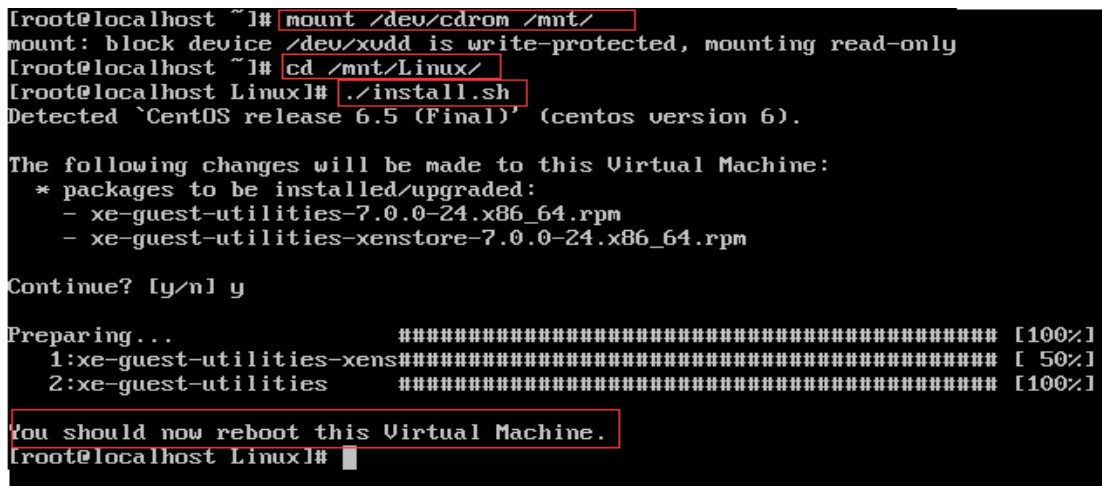 [root@localhost ~]# mount /dev/cdrom /mnt/
mount: block device /dev/xvdd is write-protected, mounting read-only
[root@localhost ~]# cd /mnt/Linux/
[root@localhost Linux]# ./install.sh
Detected `CentOS release 6.5 (Final)' (centos version 6).
The following changes will be made to this Virtual Machine:
* packages to be installed/upgraded:
- xe-guest-utilities-7.0.0-24.x86_64.rpm
- xe-guest-utilities-xenstore-7.0.0-24.x86_64.rpm
Continue? [y/n] y
Preparing... ########################################### [100%]
1:xe-guest-utilities-xens########################################### [ 50%]
2:xe-guest-utilities ########################################### [100%]
You should now reboot this Virtual Machine.
[root@localhost Linux]#